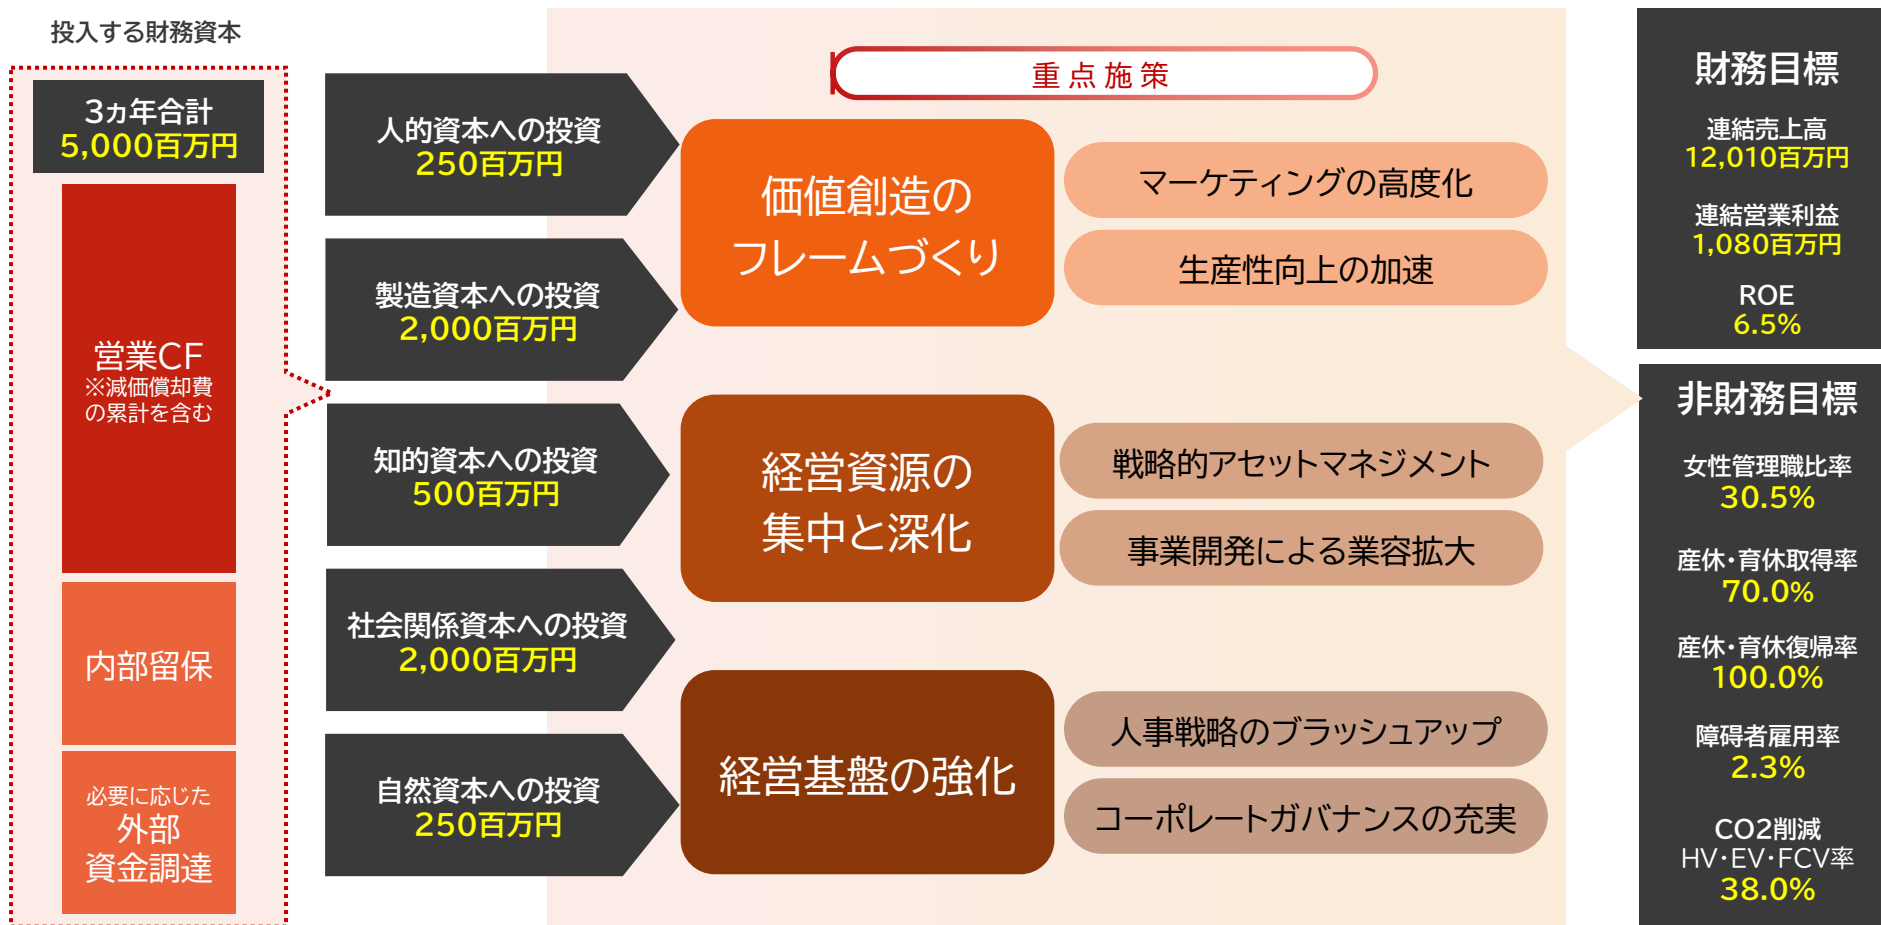 投入する財務資本
3ヵ年合計
5,000百万円
営業CF
※減価償却費
の累計を含む
内部留保
必要に応じた
外部
資金調達
人的資本への投資
250百万円
製造資本への投資
2,000百万円
知的資本への投資
500百万円
社会関係資本への投資
2,000百万円
自然資本への投資
250百万円
重点施策
価値創造の
フレームづくり
マーケティングの高度化
生産性向上の加速
経営資源の
集中と深化
戦略的アセットマネジメント
事業開発による業容拡大
経営基盤の強化
人事戦略のブラッシュアップ
コーポレートガバナンスの充実
財務目標
連結売上高
12,010百万円
連結営業利益
1,080百万円
ROE
6.5%
非財務目標
女性管理職比率
30.5%
産休・育休取得率
70.0%
産休・育休復帰率
100.0%
障碍者雇用率
2.3%
CO2削減
HV・EV・FCV率
38.0%